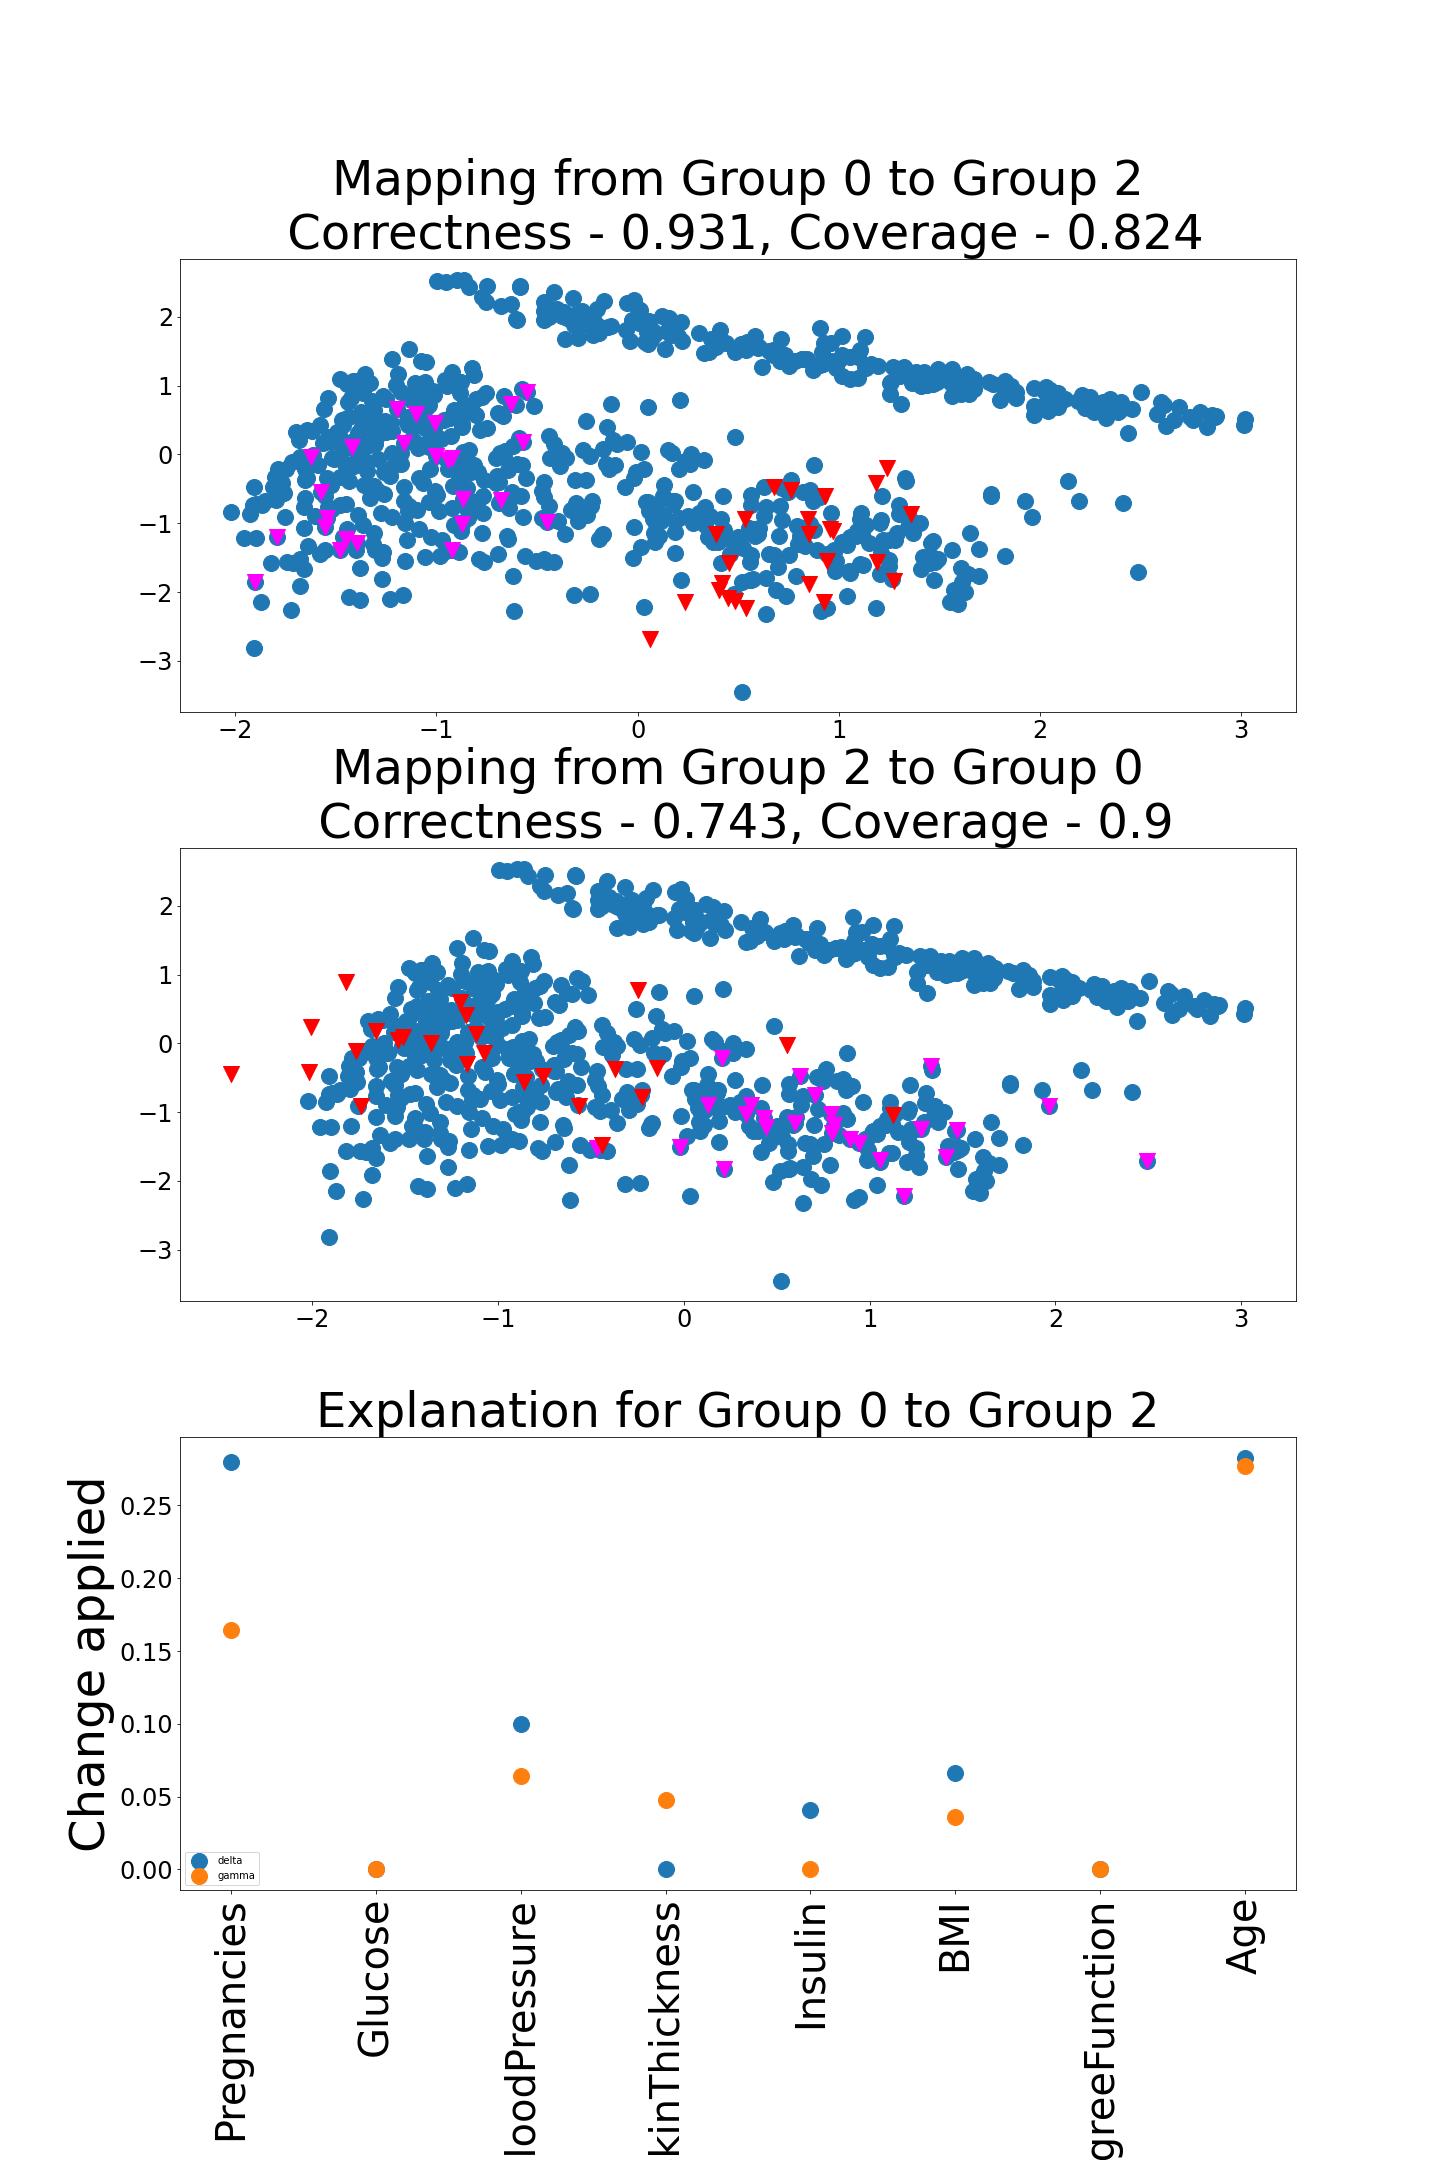 Mapping from Group 0 to Group 2
Correctness - 0.931, Coverage - 0.824
2
1
0
−1
−2
−3
−2 −1 0 1 2 3
Mapping from Group 2 to Group 0
Correctness - 0.743, Coverage - 0.9
2
1
0
−1
−2
−3
−2 −1 0 1 2 3
Explanation for Group 0 to Group 2
Change applied
0.25
0.20
0.15
0.10
0.05
0.00
delta
gamma
Pregnancies
Glucose
loodPressure
kinThickness
Insulin
BMI
greeFunction
Age